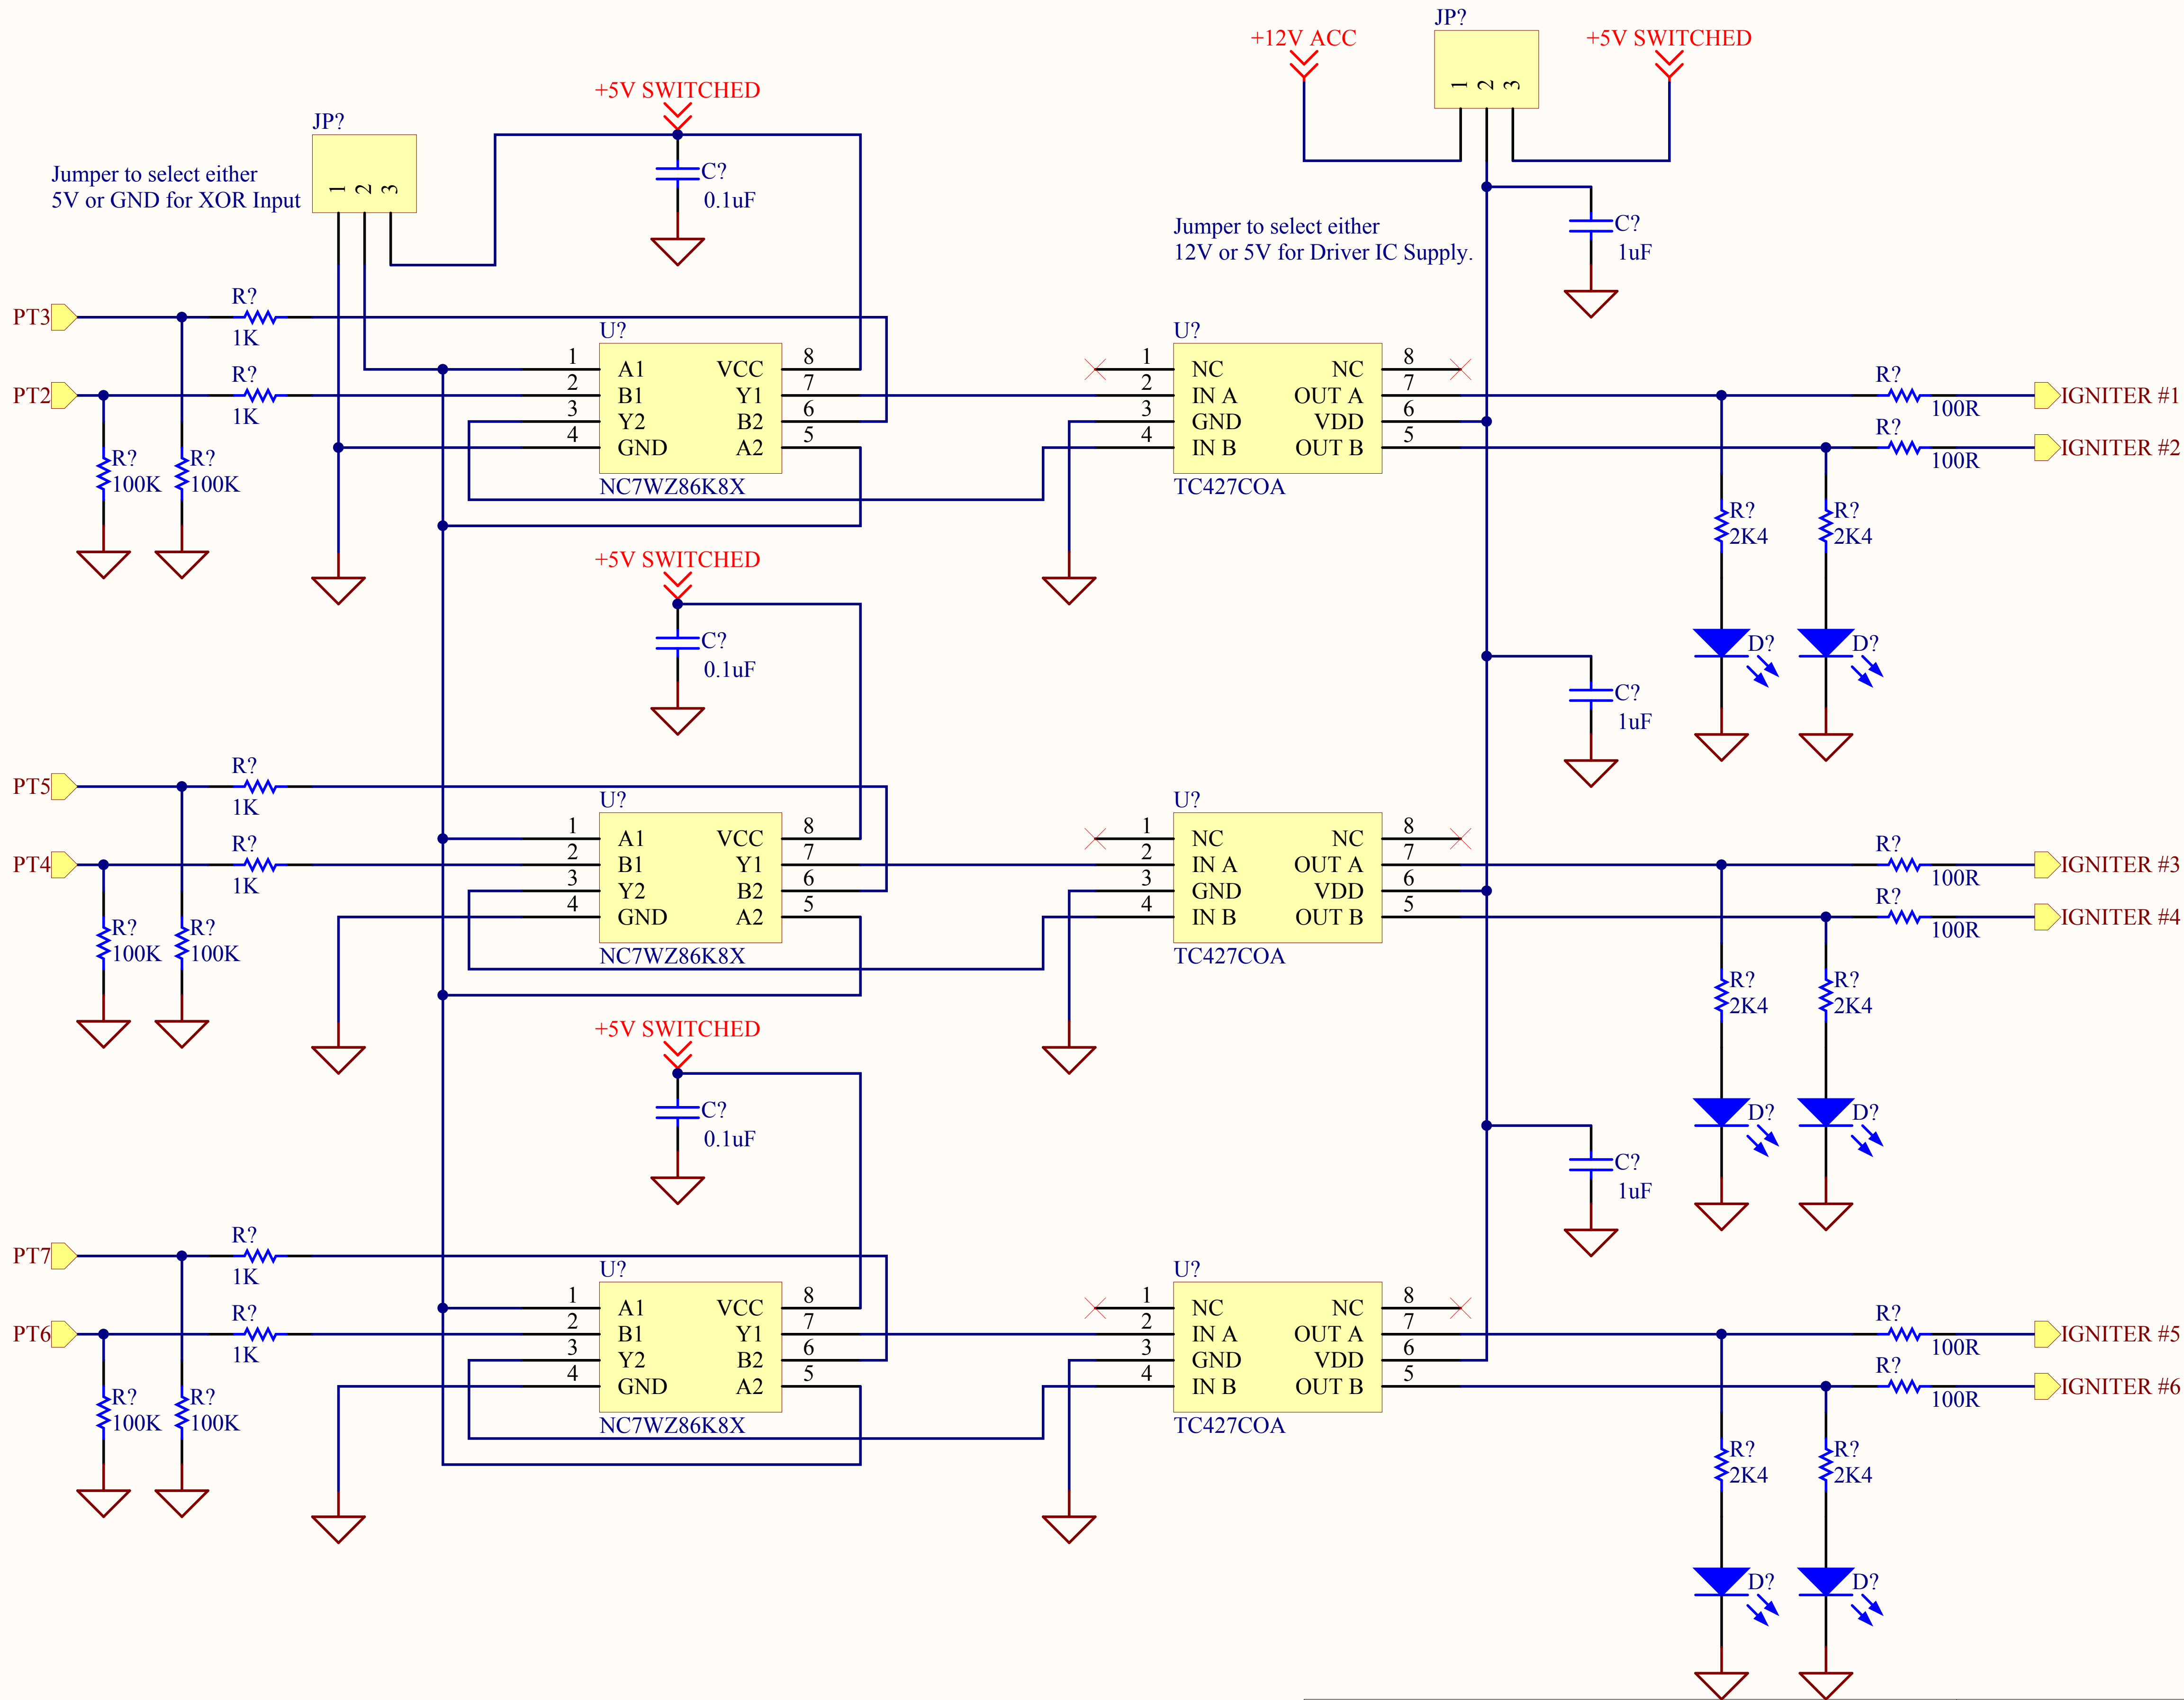 JP?
+12V ACC
+5V SWITCHED
1
2
3
+5V SWITCHED
JP?
1
2
3
Jumper to select either
5V or GND for XOR Input
C?
0.1uF
Jumper to select either
12V or 5V for Driver IC Supply.
C?
1uF
PT3
R?
1K
PT2
R?
1K
R?
100K
R?
100K
U?
1 A1 VCC 8
2 B1 Y1 7
3 Y2 B2 6
4 GND A2 5
NC7WZ86K8X
U?
1 NC NC 8
2 IN A OUT A 7
3 GND VDD 6
4 IN B OUT B 5
TC427COA
R?
100R
IGNITER #1
R?
100R
IGNITER #2
R?
2K4
R?
2K4
D?
D?
+5V SWITCHED
C?
0.1uF
C?
1uF
PT5
R?
1K
PT4
R?
1K
R?
100K
R?
100K
U?
1 A1 VCC 8
2 B1 Y1 7
3 Y2 B2 6
4 GND A2 5
NC7WZ86K8X
U?
1 NC NC 8
2 IN A OUT A 7
3 GND VDD 6
4 IN B OUT B 5
TC427COA
R?
100R
IGNITER #3
R?
100R
IGNITER #4
R?
2K4
R?
2K4
D?
D?
+5V SWITCHED
C?
0.1uF
C?
1uF
PT7
R?
1K
PT6
R?
1K
R?
100K
R?
100K
U?
1 A1 VCC 8
2 B1 Y1 7
3 Y2 B2 6
4 GND A2 5
NC7WZ86K8X
U?
1 NC NC 8
2 IN A OUT A 7
3 GND VDD 6
4 IN B OUT B 5
TC427COA
R?
100R
IGNITER #5
R?
100R
IGNITER #6
R?
2K4
R?
2K4
D?
D?